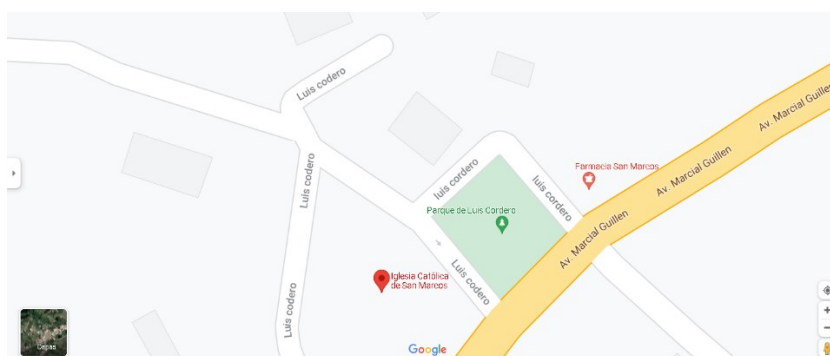 Luis codero
Av. Marcial Guillen
Farmacia San Marcos
Av. Marcial Guillen
luis cordero
luis cordero
Luis codero
Luis codero
Parque de Luis Cordero
Av. Marcial Guillen
Luis codero
Iglesia Católica
de San Marcos
Capas
Google